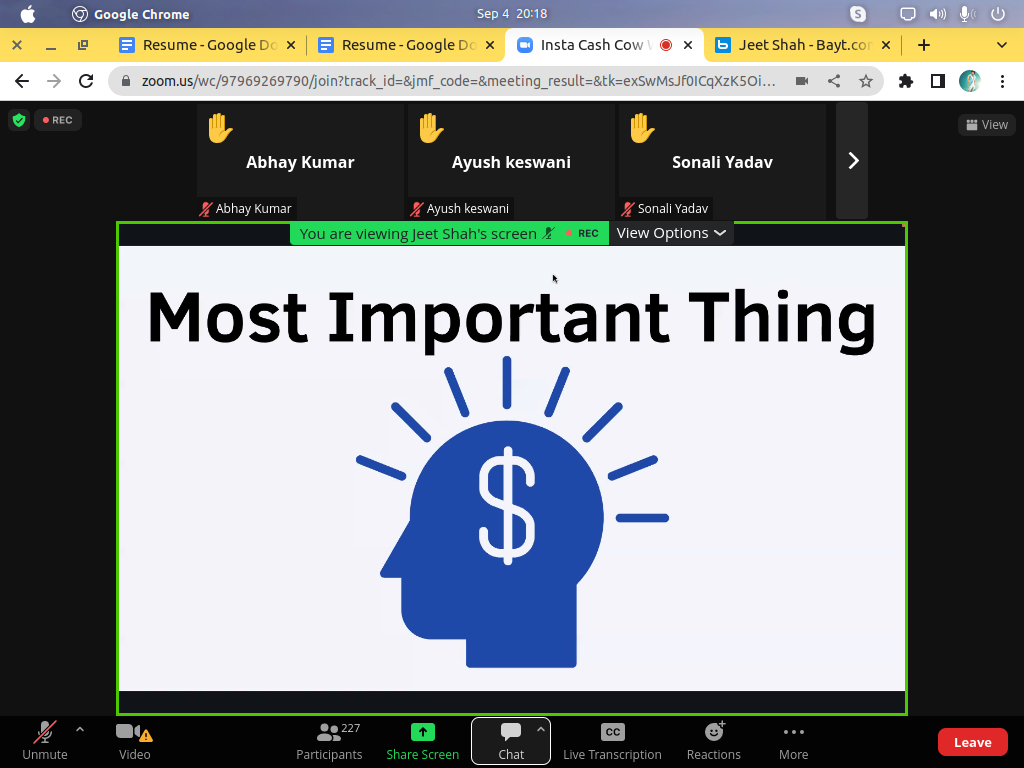 Google Chrome
Sep 4 20:18
Resume - Google Do
Resume - Google Do
Insta Cash Cow
Jeet Shah - Bayt.co
zoom.us/wc/97969269790/join?track_id=&jmf_code=&meeting_result=&tk=exSwMsJf0ICqXzK5Oi...
REC
View
Abhay Kumar
Ayush keswani
Sonali Yadav
Abhay Kumar
Ayush keswani
Sonali Yadav
You are viewing Jeet Shah's screen
REC
View Options
Most Important Thing
$
Unmute
Video
227
Participants
Share Screen
Chat
CC
Live Transcription
Reactions
More
Leave